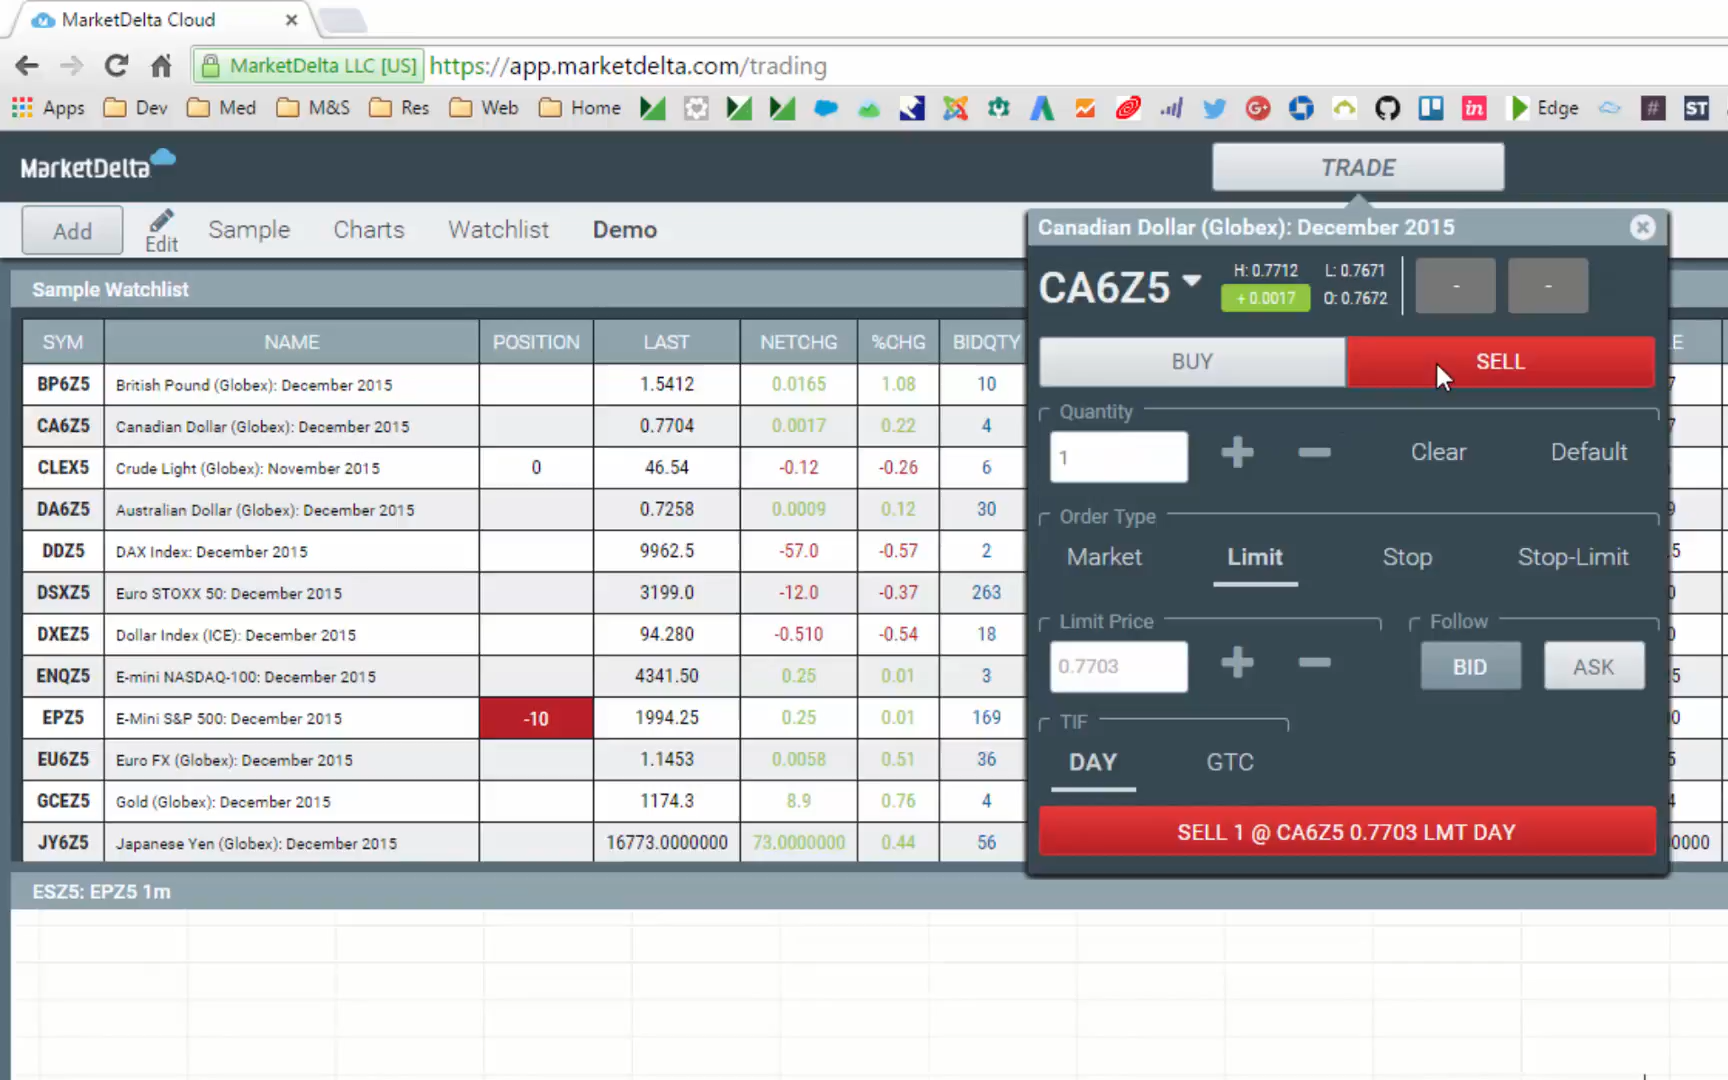 MarketDelta Cloud
MarketDelta LLC [US] https://app.marketdelta.com/trading
Apps Dev Med M&S Res Web Home in Edge # ST
MarketDelta TRADE
Add Edit Sample Charts Watchlist Demo
Canadian Dollar (Globex): December 2015
CA6Z5 H: 0.7712 L: 0.7671 - -
+ 0.0017 O: 0.7672
BUY SELL
Quantity
1 Clear Default
Order Type
Market Limit Stop Stop-Limit
Limit Price Follow
0.7703 BID ASK
TIF
DAY GTC
SELL 1 @ CA6Z5 0.7703 LMT DAY
Sample Watchlist
SYM NAME POSITION LAST NETCHG %CHG BIDQTY
BP6Z5 British Pound (Globex): December 2015 1.5412 0.0165 1.08 10
CA6Z5 Canadian Dollar (Globex): December 2015 0.7704 0.0017 0.22 4
CLEX5 Crude Light (Globex): November 2015 0 46.54 -0.12 -0.26 6
DA6Z5 Australian Dollar (Globex): December 2015 0.7258 0.0009 0.12 30
DDZ5 DAX Index: December 2015 9962.5 -57.0 -0.57 2
DSXZ5 Euro STOXX 50: December 2015 3199.0 -12.0 -0.37 263
DXEZ5 Dollar Index (ICE): December 2015 94.280 -0.510 -0.54 18
ENQZ5 E-mini NASDAQ-100: December 2015 4341.50 0.25 0.01 3
EPZ5 E-Mini S&P 500: December 2015 -10 1994.25 0.25 0.01 169
EU6Z5 Euro FX (Globex): December 2015 1.1453 0.0058 0.51 36
GCEZ5 Gold (Globex): December 2015 1174.3 8.9 0.76 4
JY6Z5 Japanese Yen (Globex): December 2015 16773.0000000 73.0000000 0.44 56
ESZ5: EPZ5 1m